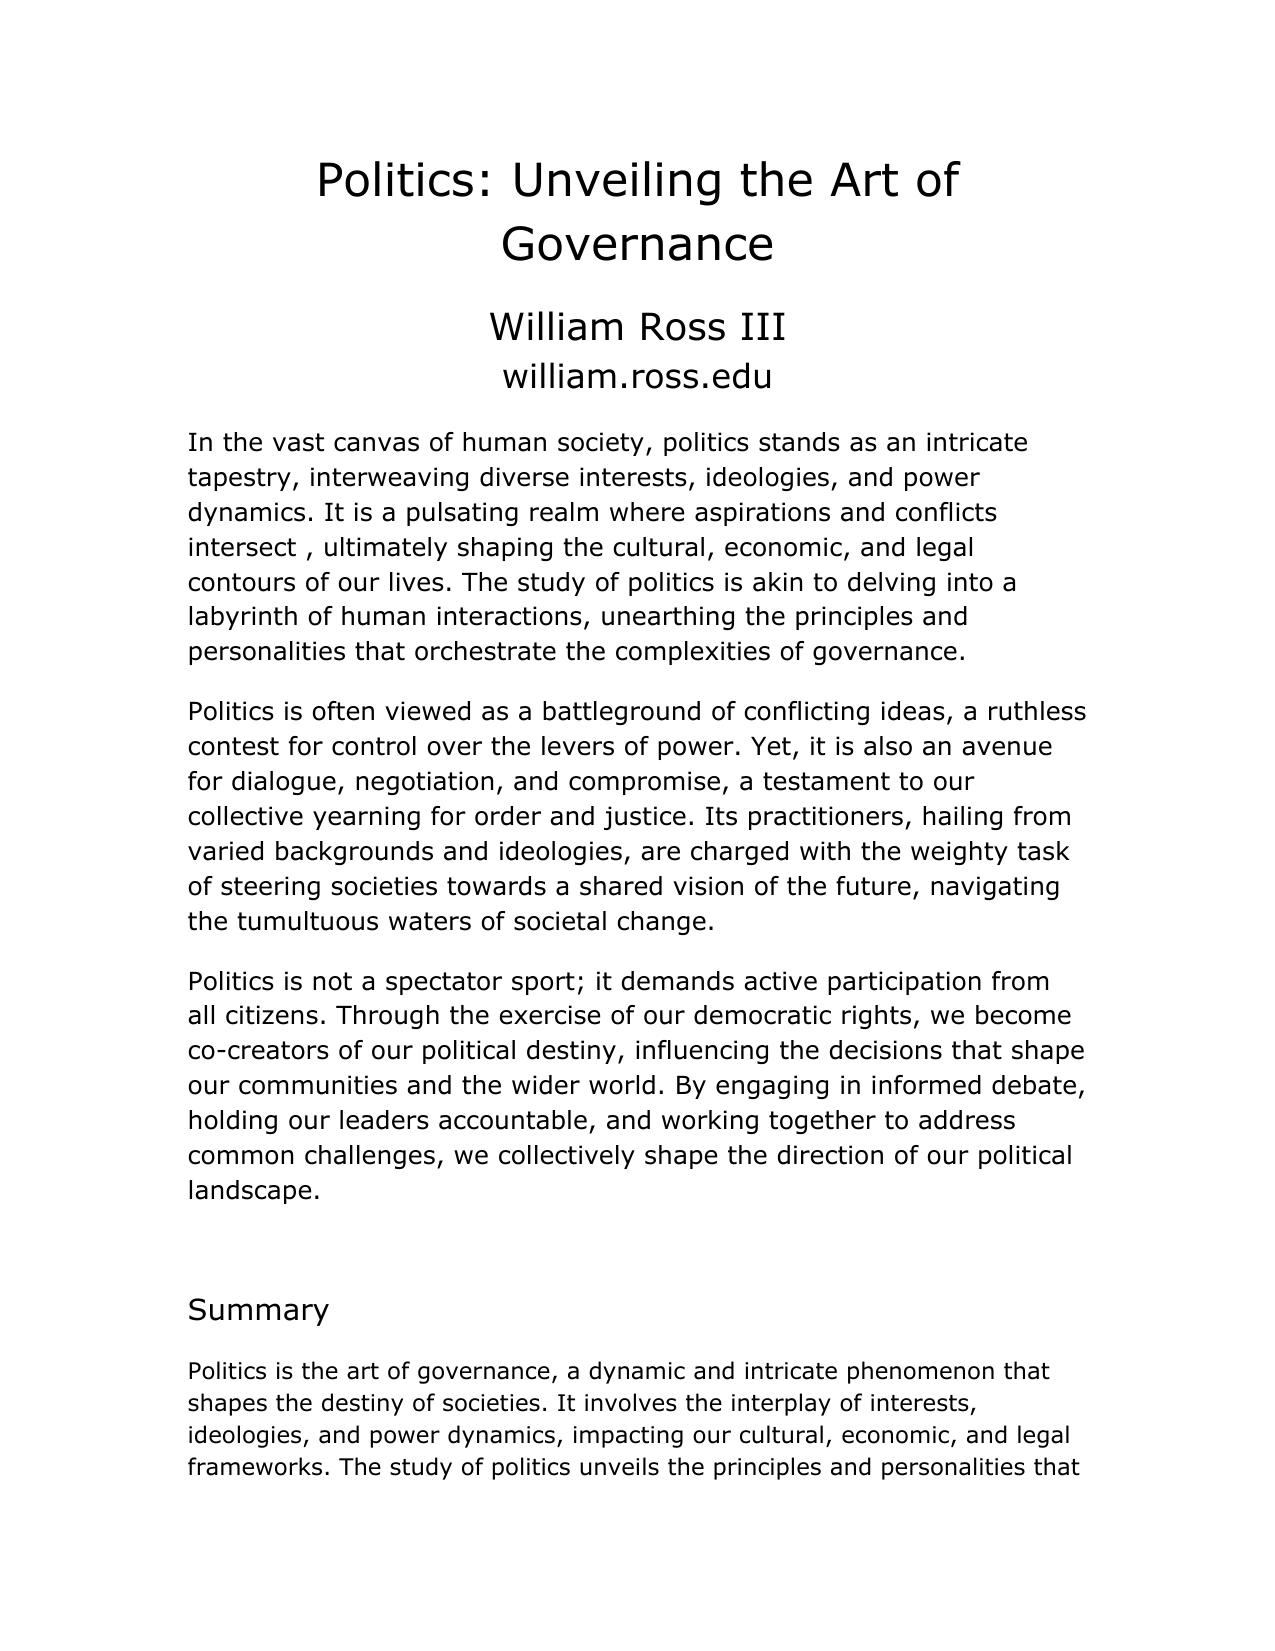 Politics: Unveiling the Art of
Governance
William Ross III
william.ross.edu
In the vast canvas of human society, politics stands as an intricate
tapestry, interweaving diverse interests, ideologies, and power
dynamics. It is a pulsating realm where aspirations and conflicts
intersect , ultimately shaping the cultural, economic, and legal
contours of our lives. The study of politics is akin to delving into a
labyrinth of human interactions, unearthing the principles and
personalities that orchestrate the complexities of governance.
Politics is often viewed as a battleground of conflicting ideas, a ruthless
contest for control over the levers of power. Yet, it is also an avenue
for dialogue, negotiation, and compromise, a testament to our
collective yearning for order and justice. Its practitioners, hailing from
varied backgrounds and ideologies, are charged with the weighty task
of steering societies towards a shared vision of the future, navigating
the tumultuous waters of societal change.
Politics is not a spectator sport; it demands active participation from
all citizens. Through the exercise of our democratic rights, we become
co-creators of our political destiny, influencing the decisions that shape
our communities and the wider world. By engaging in informed debate,
holding our leaders accountable, and working together to address
common challenges, we collectively shape the direction of our political
landscape.
Summary
Politics is the art of governance, a dynamic and intricate phenomenon that
shapes the destiny of societies. It involves the interplay of interests,
ideologies, and power dynamics, impacting our cultural, economic, and legal
frameworks. The study of politics unveils the principles and personalities that